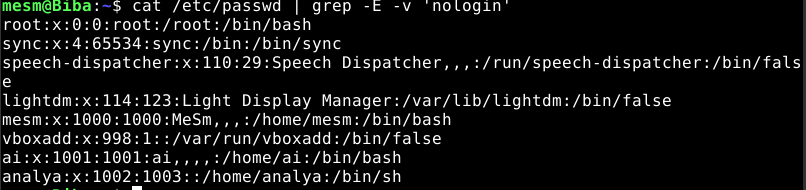 mesm@Biba:~$ cat /etc/passwd | grep -E -v 'nologin'
root:x:0:0:root:/root:/bin/bash
sync:x:4:65534:sync:/bin:/bin/sync
speech-dispatcher:x:110:29:Speech Dispatcher,,,:/run/speech-dispatcher:/bin/fals
e
lightdm:x:114:123:Light Display Manager:/var/lib/lightdm:/bin/false
mesm:x:1000:1000:MeSm,,,:/home/mesm:/bin/bash
vboxadd:x:998:1::/var/run/vboxadd:/bin/false
ai:x:1001:1001:ai,,,,:/home/ai:/bin/bash
analya:x:1002:1003::/home/analya:/bin/sh